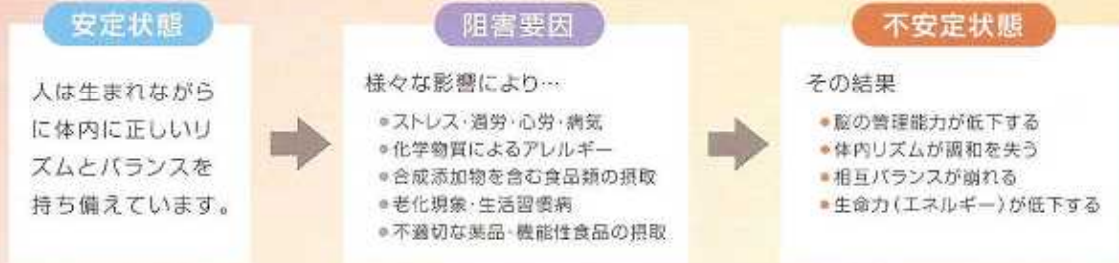 安定状態
人は生まれながら
に体内に正しいリ
ズムとバランスを
持ち備えています。
阻害要因
様々な影響により…
●ストレス・過労・心労・病気
●化学物質によるアレルギー
●合成添加物を含む食品類の摂取
●老化現象・生活習慣病
●不適切な薬品・機能性食品の摂取
不安定状態
その結果
●脳の管理能力が低下する
●体内リズムが調和を失う
●相互バランスが崩れる
●生命力(エネルギー)が低下する